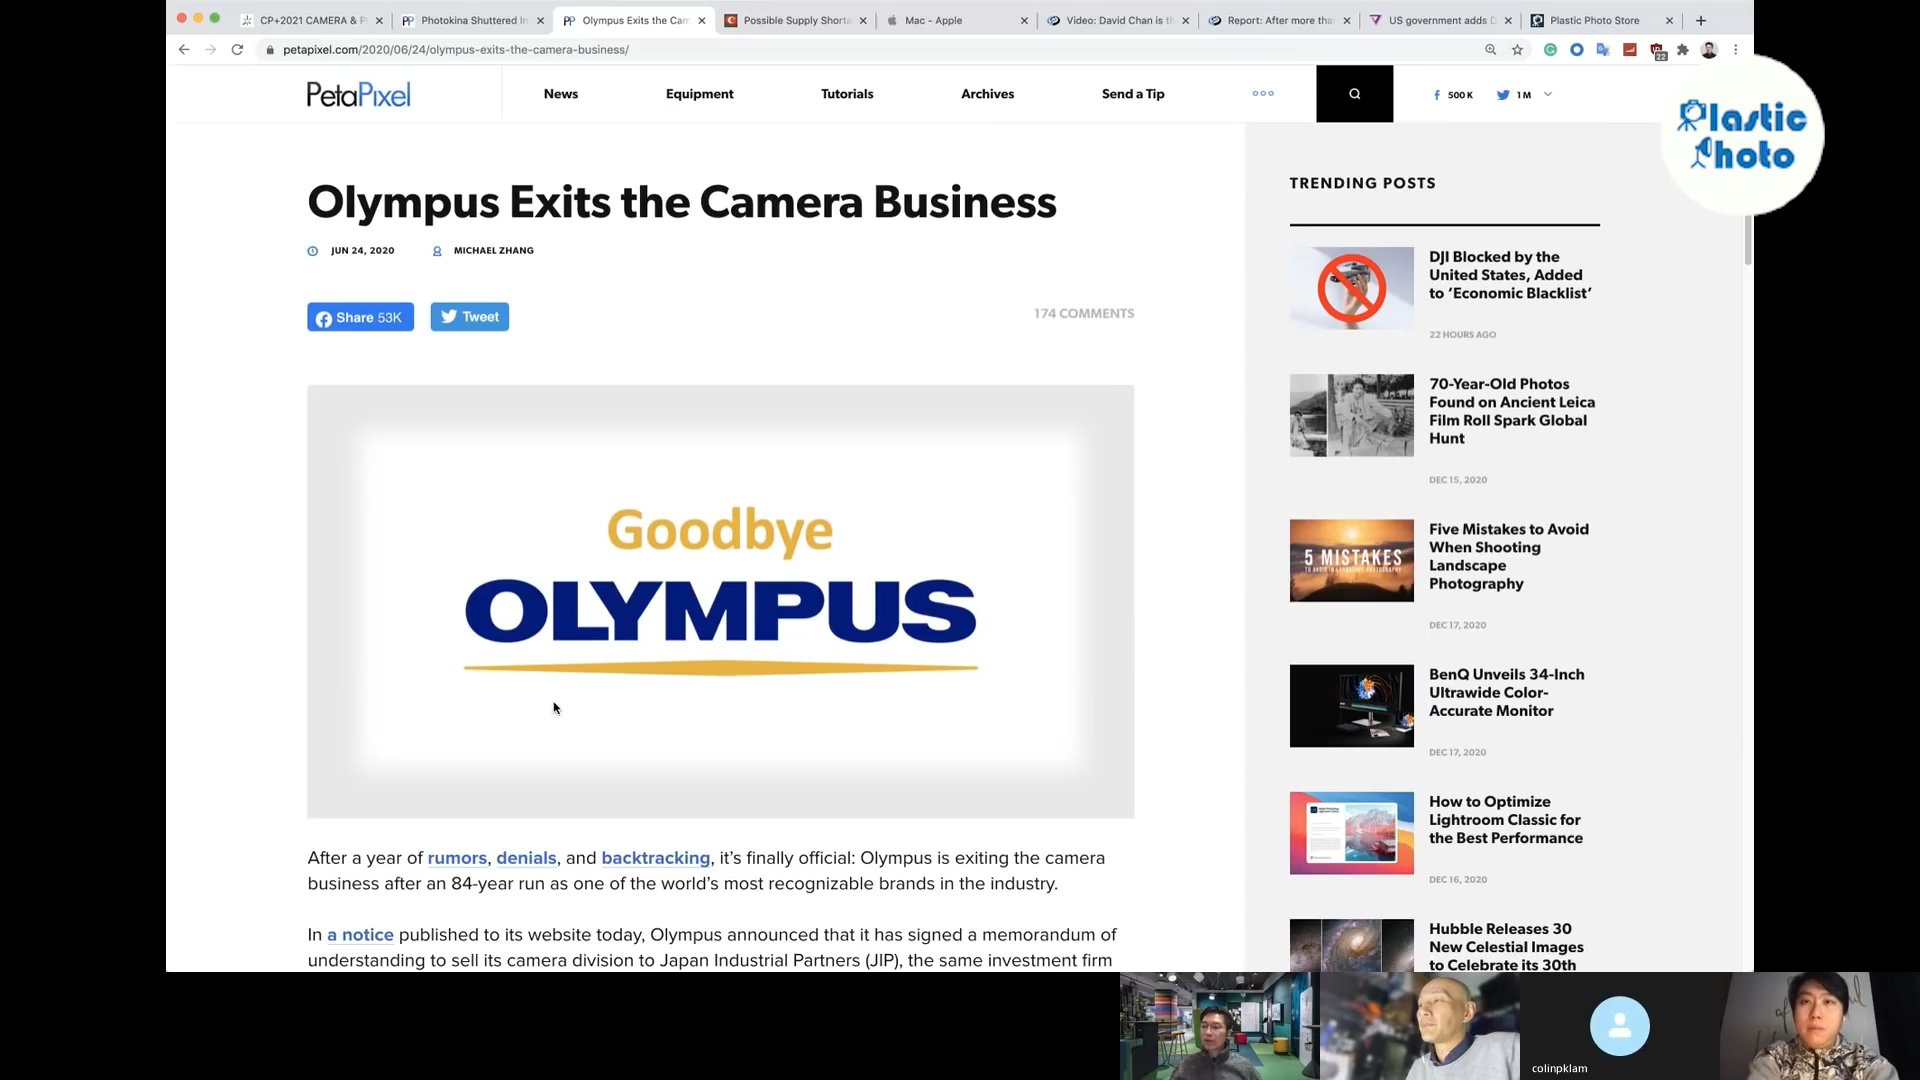 CP+2021 CAMERA & P
Photokina Shuttered In
Olympus Exits the Cam
Possible Supply Shorta
Mac - Apple
Video: David Chan is th
Report: After more tha
US government adds D
Plastic Photo Store
petapixel.com/2020/06/24/olympus-exits-the-camera-business/
22
PetaPixel
News
Equipment
Tutorials
Archives
Send a Tip
500 K
1 M
Plastic
Photo
Olympus Exits the Camera Business
JUN 24, 2020
MICHAEL ZHANG
Share 53K
Tweet
174 COMMENTS
Goodbye
OLYMPUS
After a year of rumors, denials, and backtracking, it’s finally official: Olympus is exiting the camera
business after an 84-year run as one of the world’s most recognizable brands in the industry.
In a notice published to its website today, Olympus announced that it has signed a memorandum of
understanding to sell its camera division to Japan Industrial Partners (JIP), the same investment firm
TRENDING POSTS
DJI Blocked by the
United States, Added
to ‘Economic Blacklist’
22 HOURS AGO
70-Year-Old Photos
Found on Ancient Leica
Film Roll Spark Global
Hunt
DEC 15, 2020
5 MISTAKES
TO AVOID IN LANDSCAPE PHOTOGRAPHY
Five Mistakes to Avoid
When Shooting
Landscape
Photography
DEC 17, 2020
BenQ Unveils 34-Inch
Ultrawide Color-
Accurate Monitor
DEC 17, 2020
How to Optimize
Lightroom Classic for
the Best Performance
DEC 16, 2020
Hubble Releases 30
New Celestial Images
to Celebrate its 30th
colinpklam